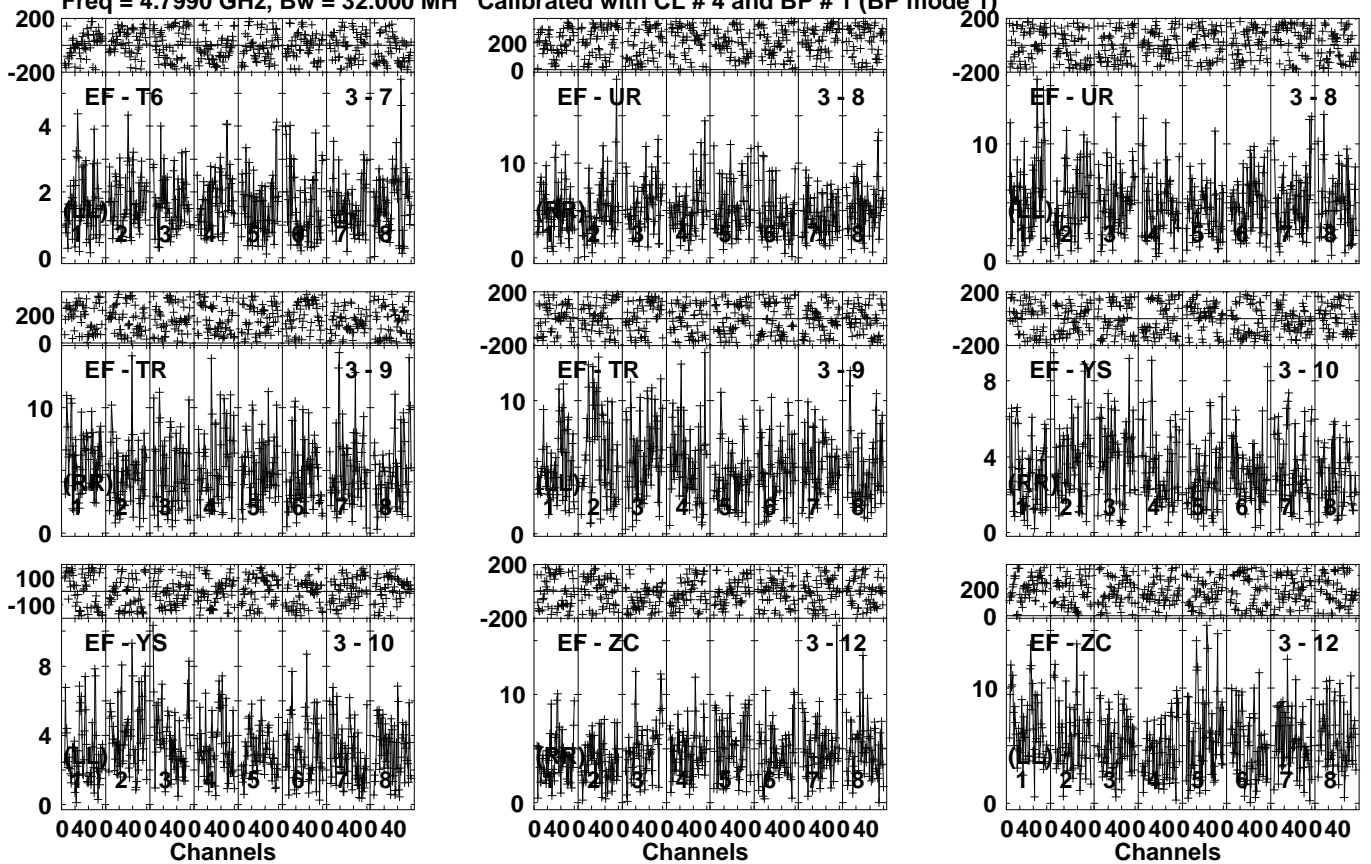 Freq = 4.7990 GHz, Bw = 32.000 MH Calibrated with CL # 4 and BP # 1 (BP mode 1)
200
-200
EF - T6 3 - 7
4
2
0
(LL)
1 2 3 4 5 6 7 8
200
0
EF - UR 3 - 8
10
0
(RR)
1 2 3 4 5 6 7 8
200
-200
EF - UR 3 - 8
10
0
(LL)
1 2 3 4 5 6 7 8
200
0
EF - TR 3 - 9
10
0
(RR)
1 2 3 4 5 6 7 8
200
-200
EF - TR 3 - 9
10
0
(LL)
1 2 3 4 5 6 7 8
200
-200
EF - YS 3 - 10
8
4
0
(RR)
1 2 3 4 5 6 7 8
100
-100
EF - YS 3 - 10
8
4
0
(LL)
1 2 3 4 5 6 7 8
0 40 0 40 0 40 0 40 0 40 0 40 0 40 0 40
Channels
200
-200
EF - ZC 3 - 12
10
0
(RR)
1 2 3 4 5 6 7 8
0 40 0 40 0 40 0 40 0 40 0 40 0 40 0 40
Channels
200
0
EF - ZC 3 - 12
10
0
(LL)
1 2 3 4 5 6 7 8
0 40 0 40 0 40 0 40 0 40 0 40 0 40 0 40
Channels